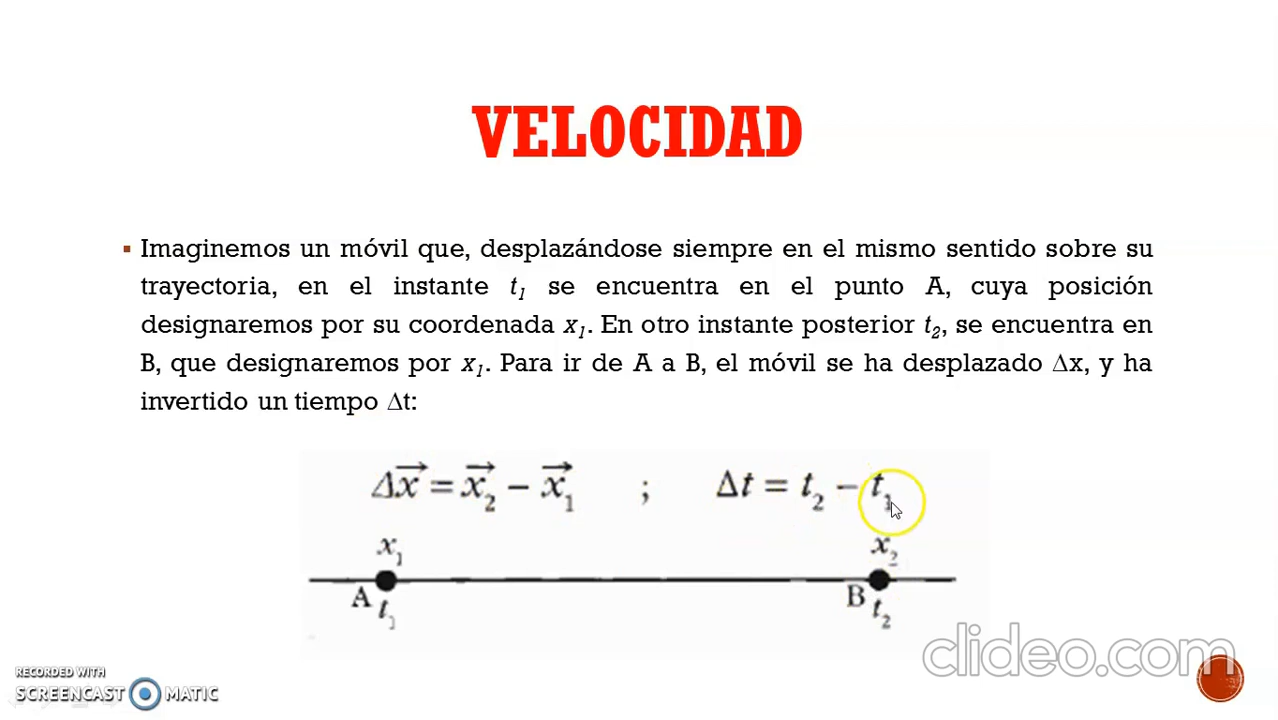 VELOCIDAD
▪ Imaginemos un móvil que, desplazándose siempre en el mismo sentido sobre su
trayectoria, en el instante t₁ se encuentra en el punto A, cuya posición
designaremos por su coordenada x₁. En otro instante posterior t₂, se encuentra en
B, que designaremos por x₁. Para ir de A a B, el móvil se ha desplazado ∆x, y ha
invertido un tiempo ∆t:
Δx⃗ = x⃗₂ − x⃗₁ ; Δt = t₂ − t₁
x₁ x₂
A t₁ B t₂
clideo.com
RECORDED WITH
SCREENCAST MATIC